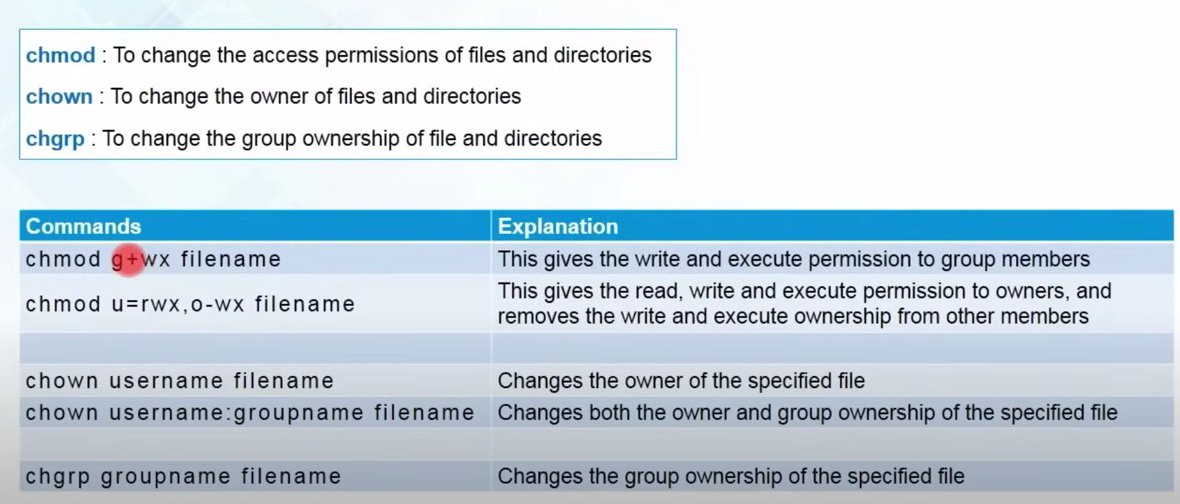 chmod : To change the access permissions of files and directories
chown : To change the owner of files and directories
chgrp : To change the group ownership of file and directories
Commands Explanation
chmod g+wx filename This gives the write and execute permission to group members
chmod u=rwx,o-wx filename This gives the read, write and execute permission to owners, and
removes the write and execute ownership from other members
chown username filename Changes the owner of the specified file
chown username:groupname filename Changes both the owner and group ownership of the specified file
chgrp groupname filename Changes the group ownership of the specified file